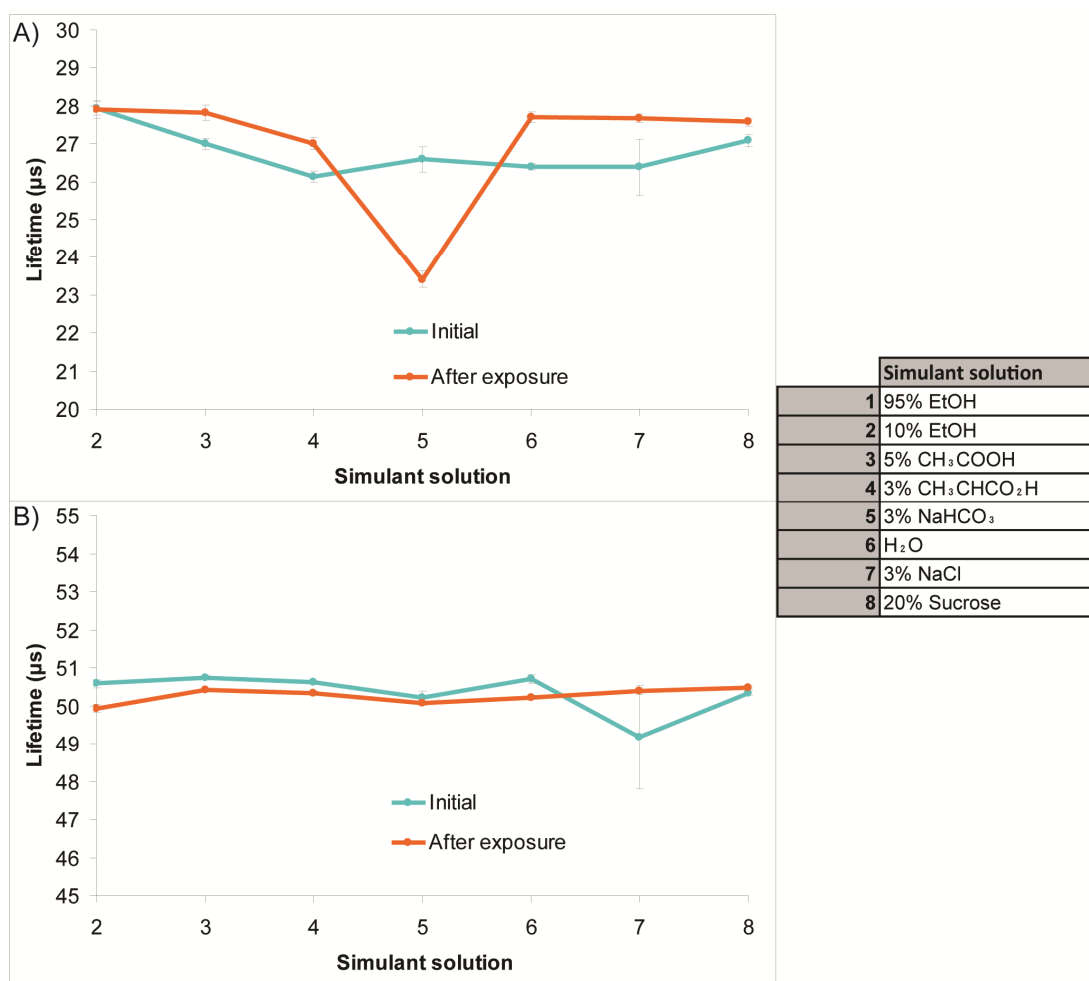 A)
30
29
28
27
26
25
24
23
22
21
20
Lifetime (µs)
Initial
After exposure
2 3 4 5 6 7 8
Simulant solution
B)
55
54
53
52
51
50
49
48
47
46
45
Lifetime (µs)
Initial
After exposure
2 3 4 5 6 7 8
Simulant solution
Simulant solution
1 95% EtOH
2 10% EtOH
3 5% CH₃COOH
4 3% CH₃CHCO₂H
5 3% NaHCO₃
6 H₂O
7 3% NaCl
8 20% Sucrose